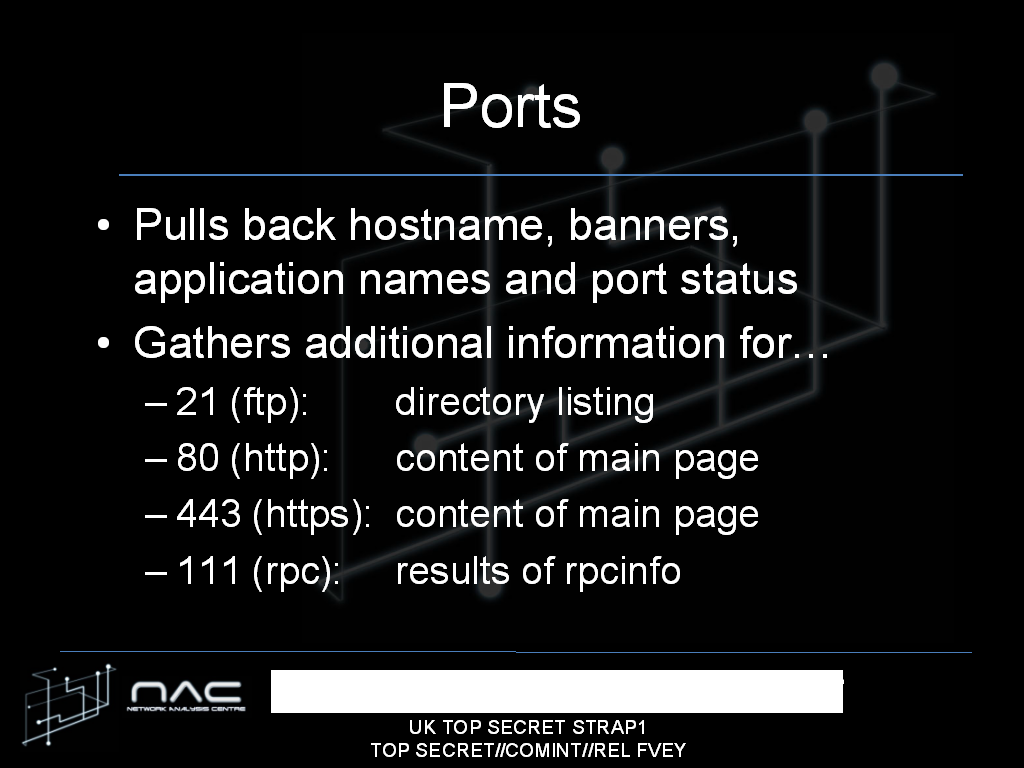 Ports
• Pulls back hostname, banners,
application names and port status
• Gathers additional information for…
– 21 (ftp): directory listing
– 80 (http): content of main page
– 443 (https): content of main page
– 111 (rpc): results of rpcinfo
NAC
NETWORK ANALYSIS CENTRE
UK TOP SECRET STRAP1
TOP SECRET//COMINT//REL FVEY